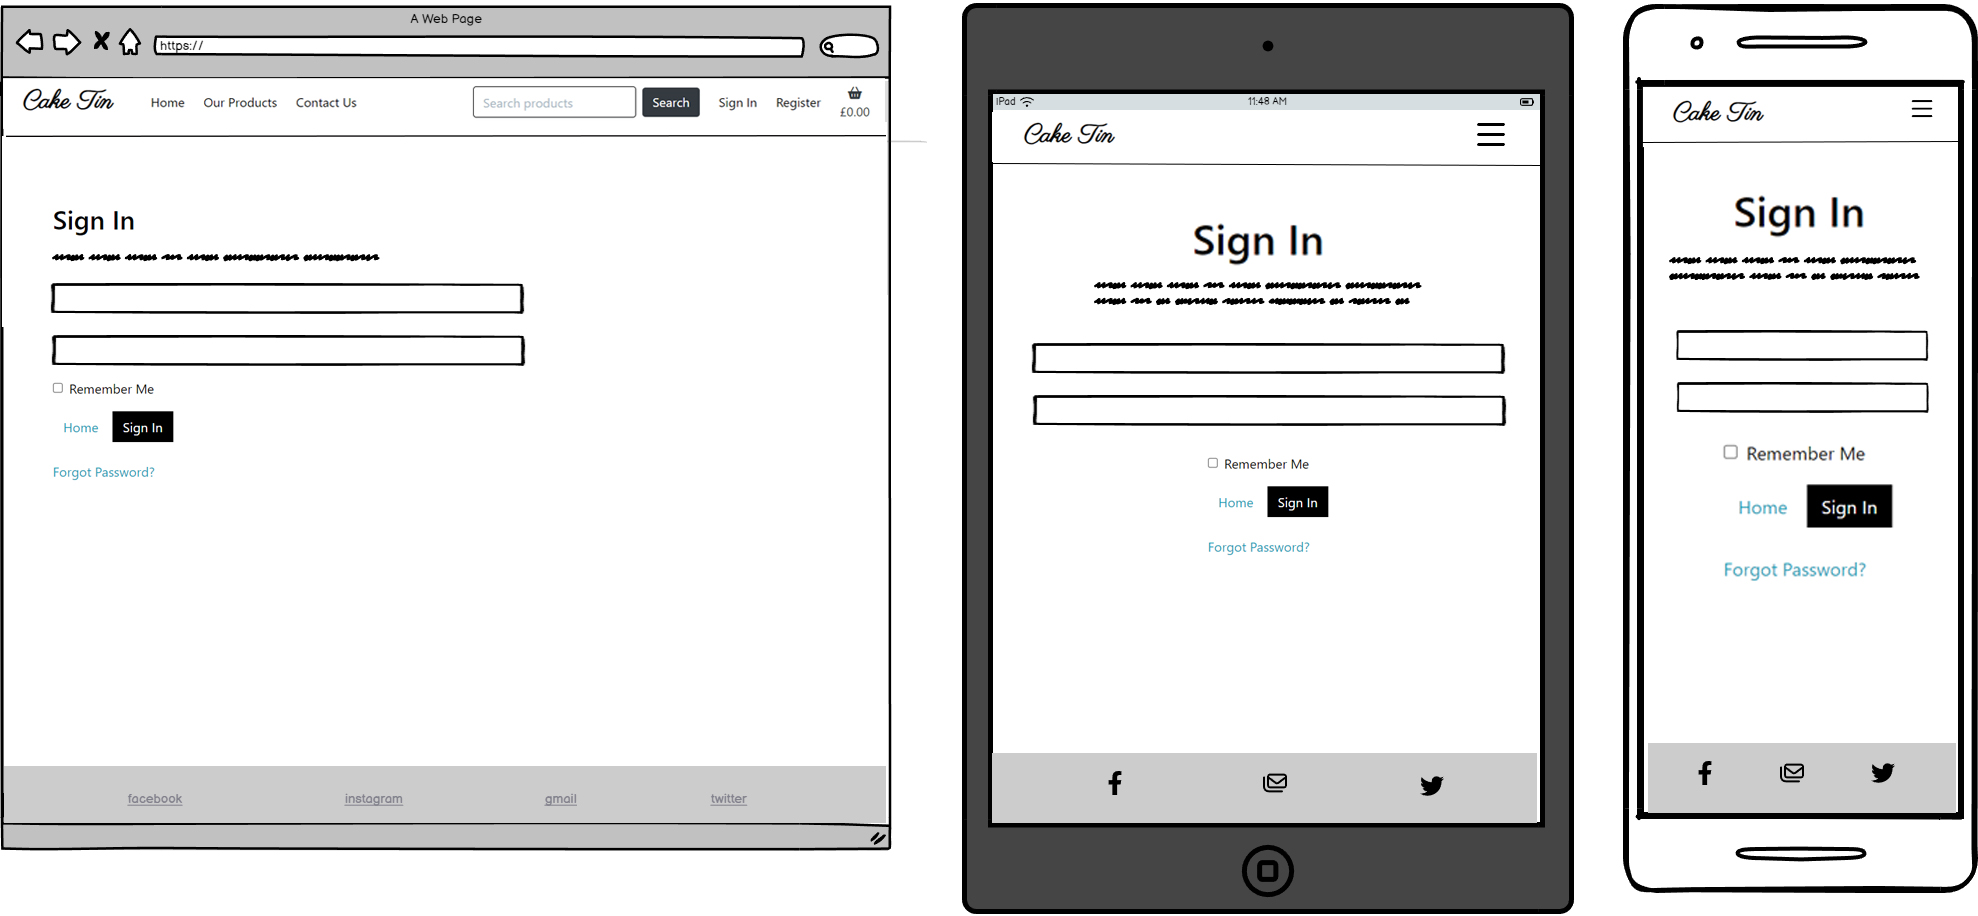 A Web Page
https://
Cake Tin Home Our Products Contact Us Search products Search Sign In Register £0.00
Sign In
Remember Me
Home Sign In
Forgot Password?
facebook instagram gmail twitter
iPad 11:48 AM
Cake Tin
Sign In
Remember Me
Home Sign In
Forgot Password?
Cake Tin
Sign In
Remember Me
Home Sign In
Forgot Password?